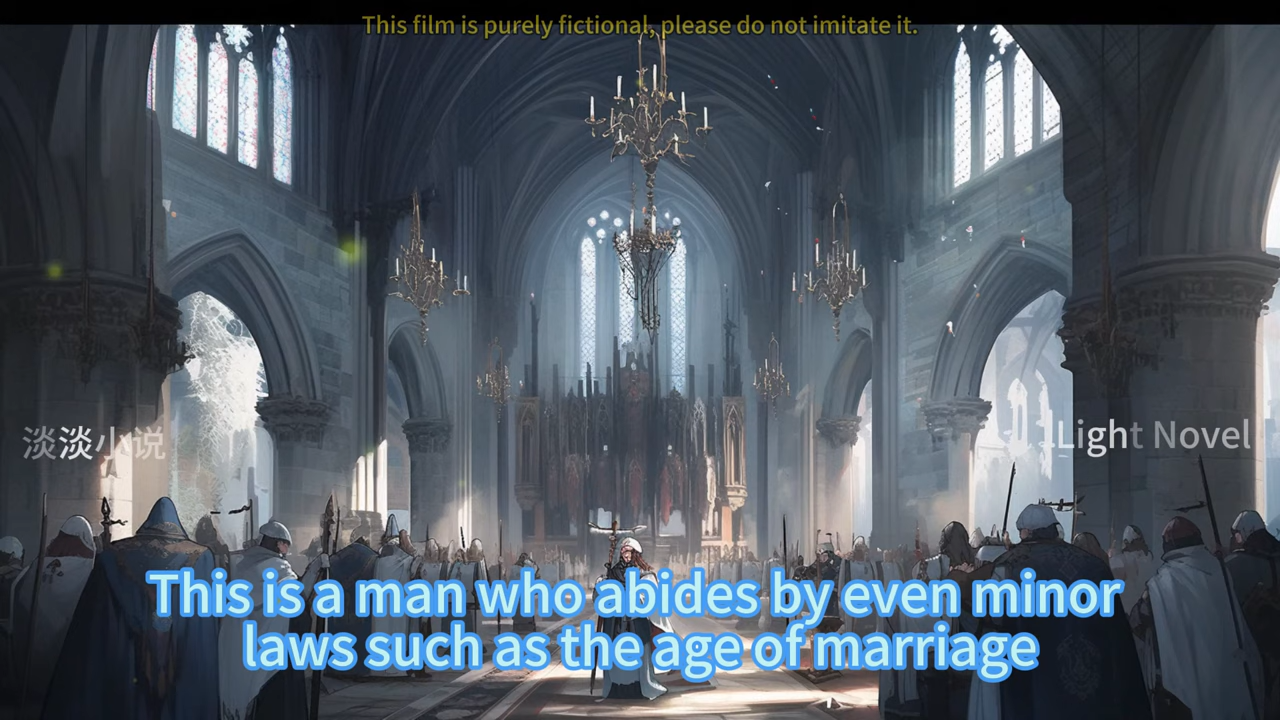 This film is purely fictional, please do not imitate it.
淡淡小说
Light Novel
This is a man who abides by even minor
laws such as the age of marriage